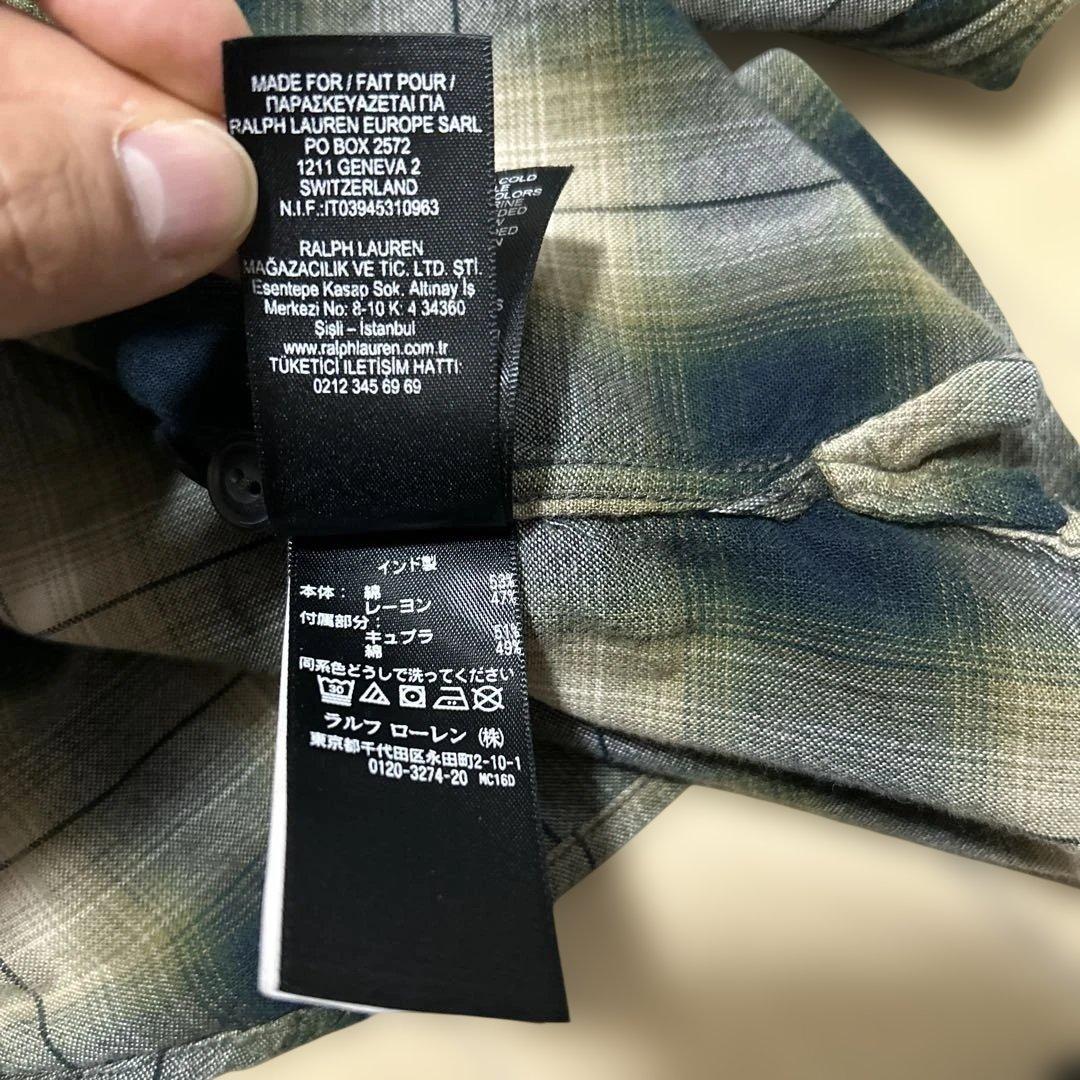 MADE FOR / FAIT POUR /
ΠΑΡΑΣΚΕΥΑΖΕΤΑΙ ΓΙΑ
RALPH LAUREN EUROPE SARL
PO BOX 2572
1211 GENEVA 2
SWITZERLAND
N.I.F.:IT03945310963
RALPH LAUREN
MAĞAZACILIK VE TİC. LTD. ŞTİ.
Esentepe Kasap Sok. Altınay İş
Merkezi No: 8-10 K: 4 34360
Şişli – İstanbul
www.ralphlauren.com.tr
TÜKETİCİ İLETİŞİM HATTI:
0212 345 69 69
COLD
インド製
本体: 綿 53%
レーヨン 47%
付属部分:
キュプラ 51%
綿 49%
同系色どうしで洗ってください
30
ラルフ ローレン (株)
東京都千代田区永田町2-10-1
0120-3274-20 MC16D